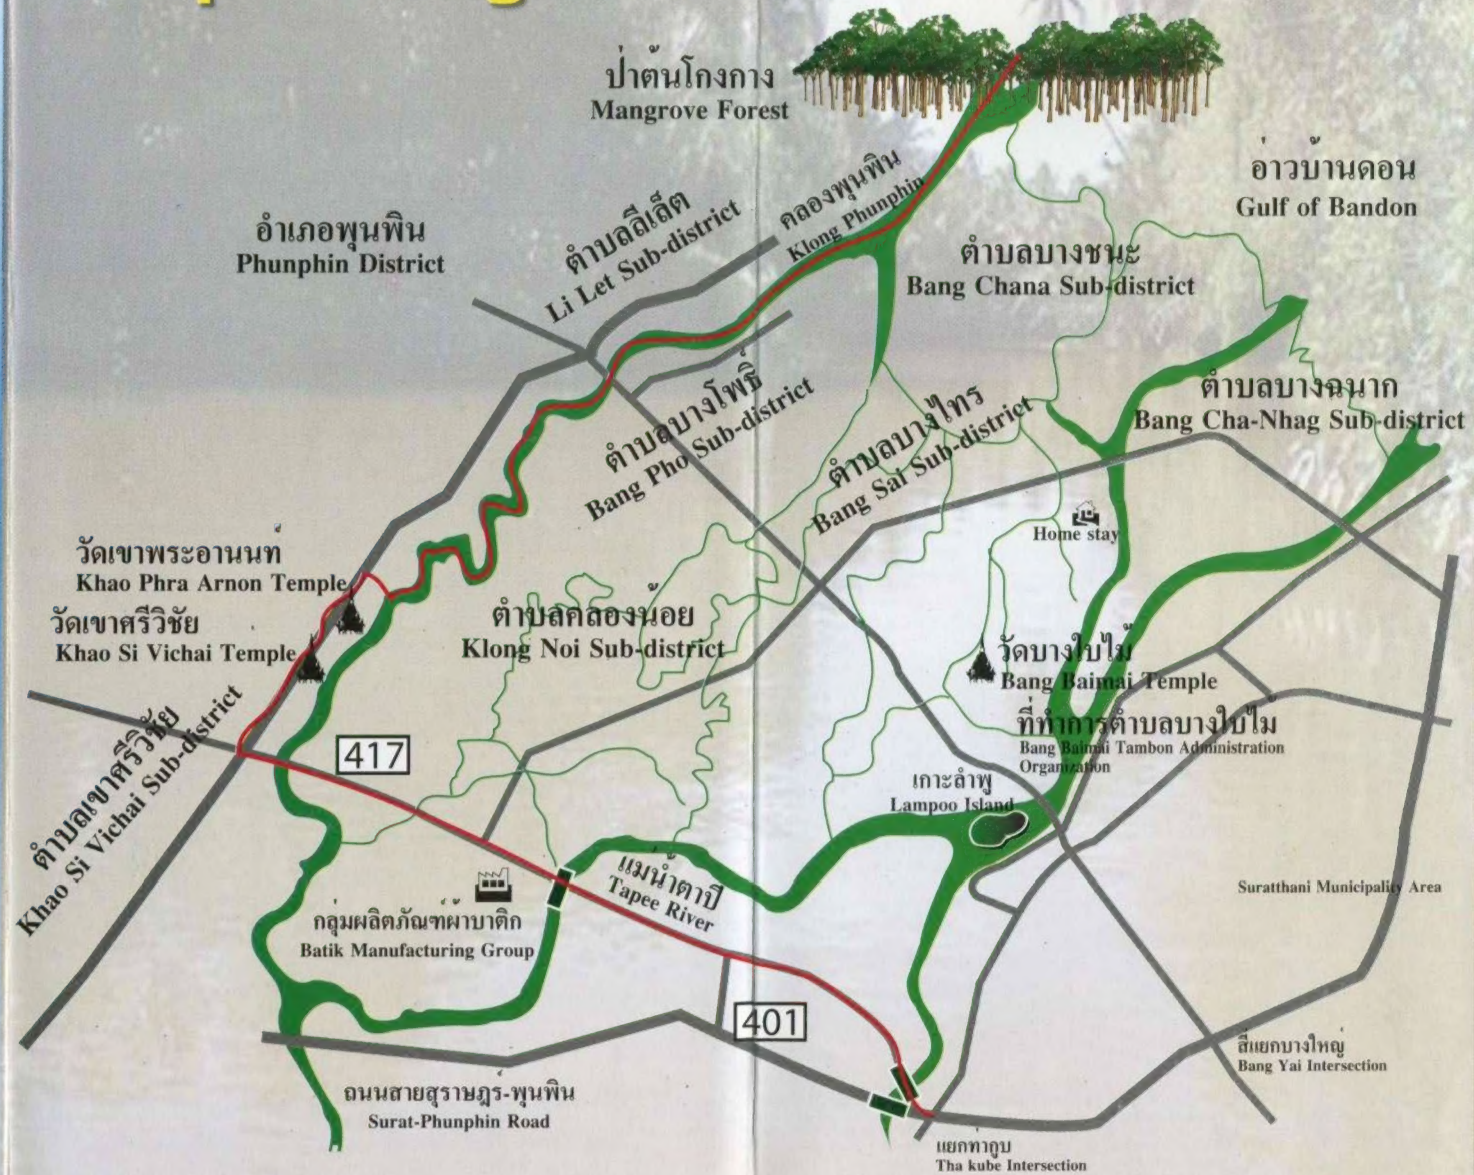 ป่าต้นโกงกาง
Mangrove Forest
อ่าวบ้านดอน
Gulf of Bandon
อำเภอพุนพิน
Phunphin District
ตำบลลีเล็ด
Li Let Sub-district
คลองพุนพิน
Klong Phunphin
ตำบลบางชนะ
Bang Chana Sub-district
ตำบลบางโพธิ์
Bang Pho Sub-district
ตำบลบางไทร
Bang Sai Sub-district
ตำบลบางฉนาก
Bang Cha-Nhag Sub-district
Home stay
วัดเขาพระอานนท์
Khao Phra Arnon Temple
วัดเขาศรีวิชัย
Khao Si Vichai Temple
ตำบลคลองน้อย
Klong Noi Sub-district
วัดบางใบไม้
Bang Baimai Temple
ที่ทำการตำบลบางใบไม้
Bang Baimai Tambon Administration
Organization
ตำบลเขาศรีวิชัย
Khao Si Vichai Sub-district
417
เกาะลำพู
Lampoo Island
แม่น้ำตาปี
Tapee River
Suratthani Municipality Area
กลุ่มผลิตภัณฑ์ผ้าบาติก
Batik Manufacturing Group
401
สี่แยกบางใหญ่
Bang Yai Intersection
ถนนสายสุราษฎร์-พุนพิน
Surat-Phunphin Road
แยกท่ากูบ
Tha kube Intersection